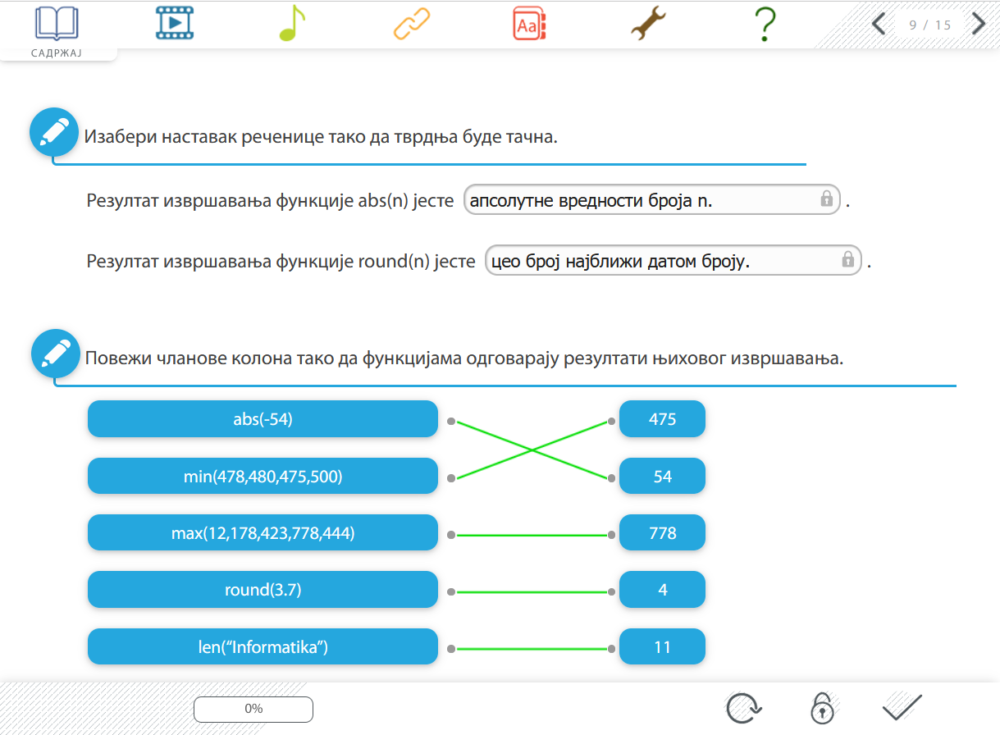 Aa
9 / 15
САДРЖАЈ
Изабери наставак реченице тако да тврдња буде тачна.
Резултат извршавања функције abs(n) јесте апсолутне вредности броја n. .
Резултат извршавања функције round(n) јесте цео број најближи датом броју. .
Повежи чланове колона тако да функцијама одговарају резултати њиховог извршавања.
abs(-54) 475
min(478,480,475,500) 54
max(12,178,423,778,444) 778
round(3.7) 4
len(“Informatika”) 11
0%